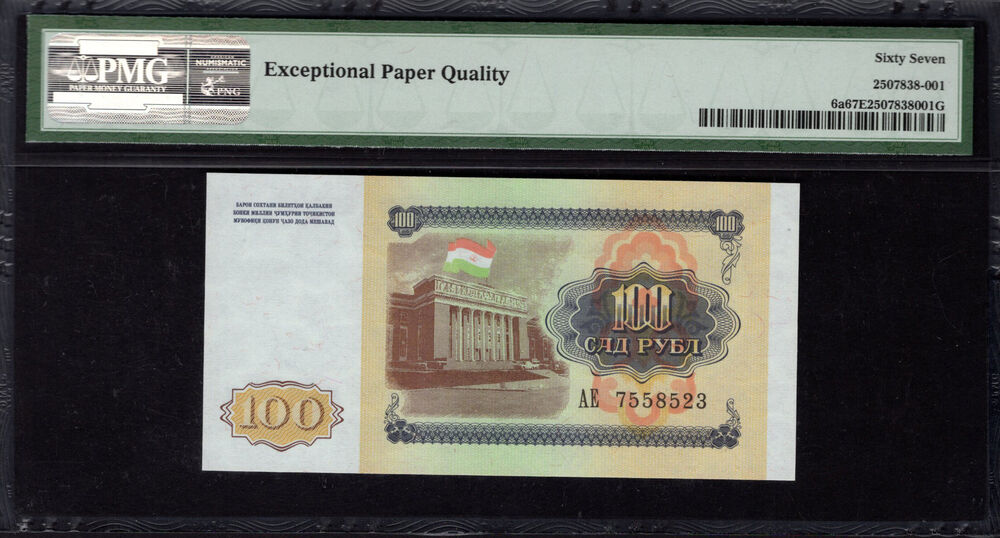 PMG
PAPER MONEY GUARANTY
AMERICAN
NUMISMATIC
PNG
Exceptional Paper Quality
Sixty Seven
2507838-001
6a67E2507838001G
БАРОИ СОХТАНИ БИЛЕТҲОИ ҚАЛБАКИИ
БОНКИ МИЛЛИИ ҶУМҲУРИИ ТОҶИКИСТОН
МУВОФИҚИ ҚОНУН ҶАЗО ДОДА МЕШАВАД
100
100
100
САД РУБЛ
АЕ 7558523
100